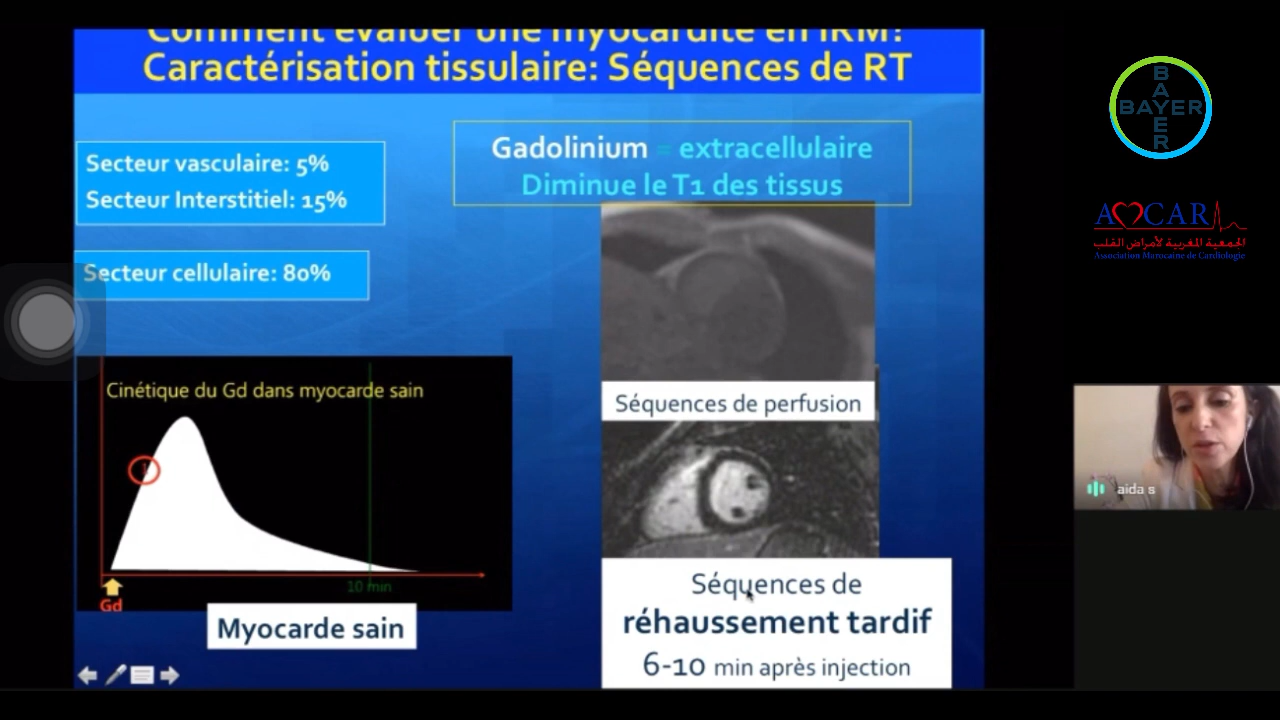 Comment évaluer une myocardite en IRM?
Caractérisation tissulaire: Séquences de RT
Secteur vasculaire: 5%
Secteur Interstitiel: 15%
Secteur cellulaire: 80%
Gadolinium = extracellulaire
Diminue le T1 des tissus
Séquences de perfusion
Cinétique du Gd dans myocarde sain
10 min
Gd
Myocarde sain
Séquences de
réhaussement tardif
6-10 min après injection
BAYER
BAYER
AMCAR
الجمعية المغربية لأمراض القلب
Association Marocaine de Cardiologie
aida s